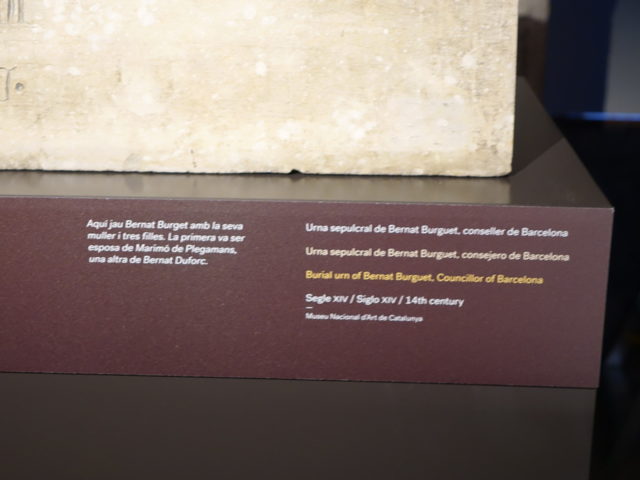 Aquí jau Bernat Burget amb la seva
muller i tres filles. La primera va ser
esposa de Marimó de Plegamans,
una altra de Bernat Duforc.
Urna sepulcral de Bernat Burguet, conseller de Barcelona
Urna sepulcral de Bernat Burguet, consejero de Barcelona
Burial urn of Bernat Burguet, Councillor of Barcelona
Segle XIV / Siglo XIV / 14th century
Museu Nacional d'Art de Catalunya